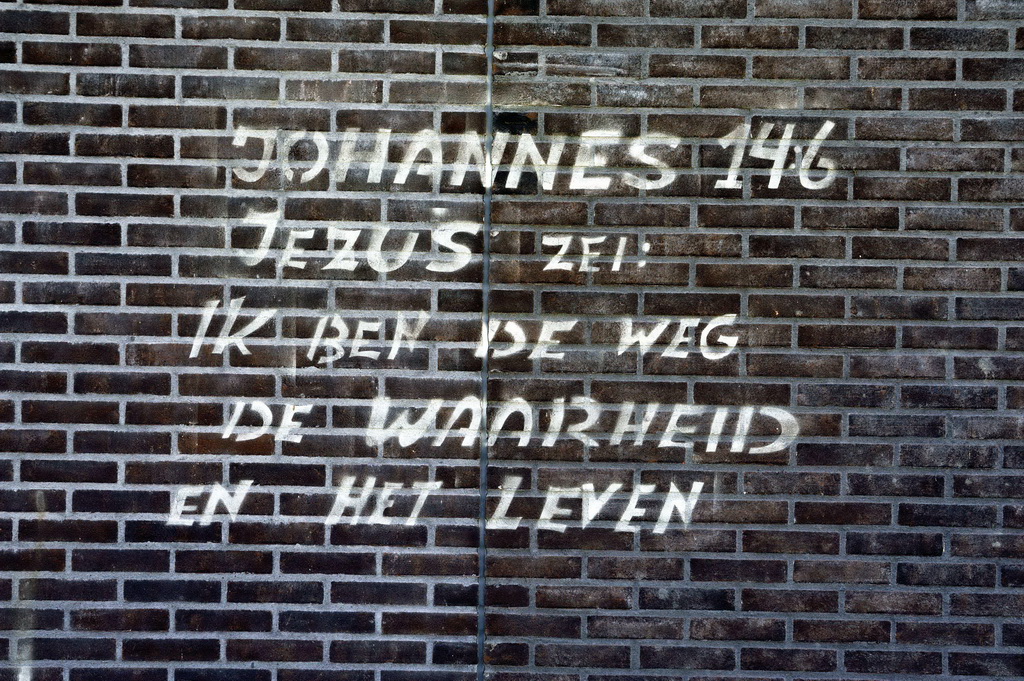 JOHANNES 14:6
JEZUS ZEI:
IK BEN DE WEG
DE WAARHEID
EN HET LEVEN